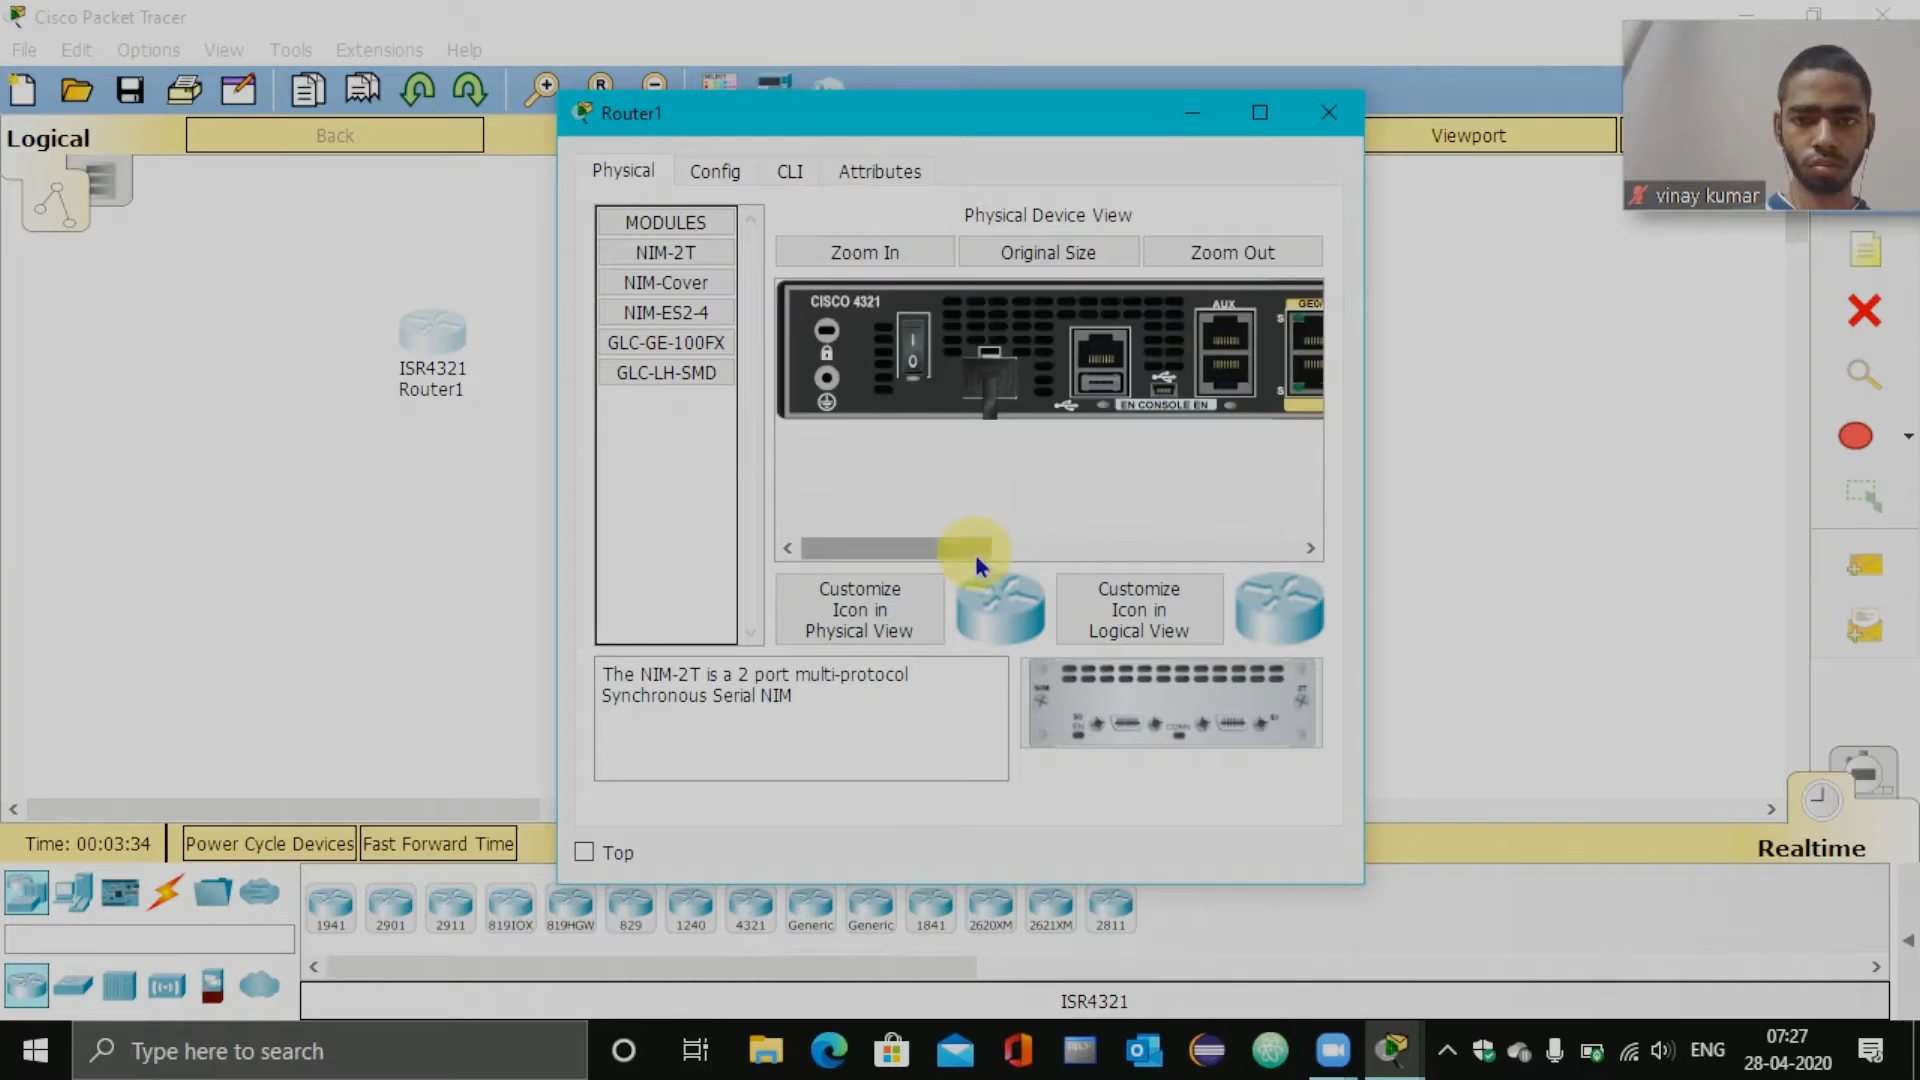 Cisco Packet Tracer
File Edit Options View Tools Extensions Help
Logical
Back
Viewport
vinay kumar
Router1
Physical Config CLI Attributes
MODULES
NIM-2T
NIM-Cover
NIM-ES2-4
GLC-GE-100FX
GLC-LH-SMD
Physical Device View
Zoom In Original Size Zoom Out
CISCO 4321
AUX
GE0/
S
S
EN CONSOLE EN
I
0
Customize
Icon in
Physical View
Customize
Icon in
Logical View
The NIM-2T is a 2 port multi-protocol
Synchronous Serial NIM
Top
ISR4321
Router1
Time: 00:03:34 Power Cycle Devices Fast Forward Time
Realtime
1941 2901 2911 819IOX 819HGW 829 1240 4321 Generic Generic 1841 2620XM 2621XM 2811
ISR4321
Type here to search
ENG
07:27
28-04-2020